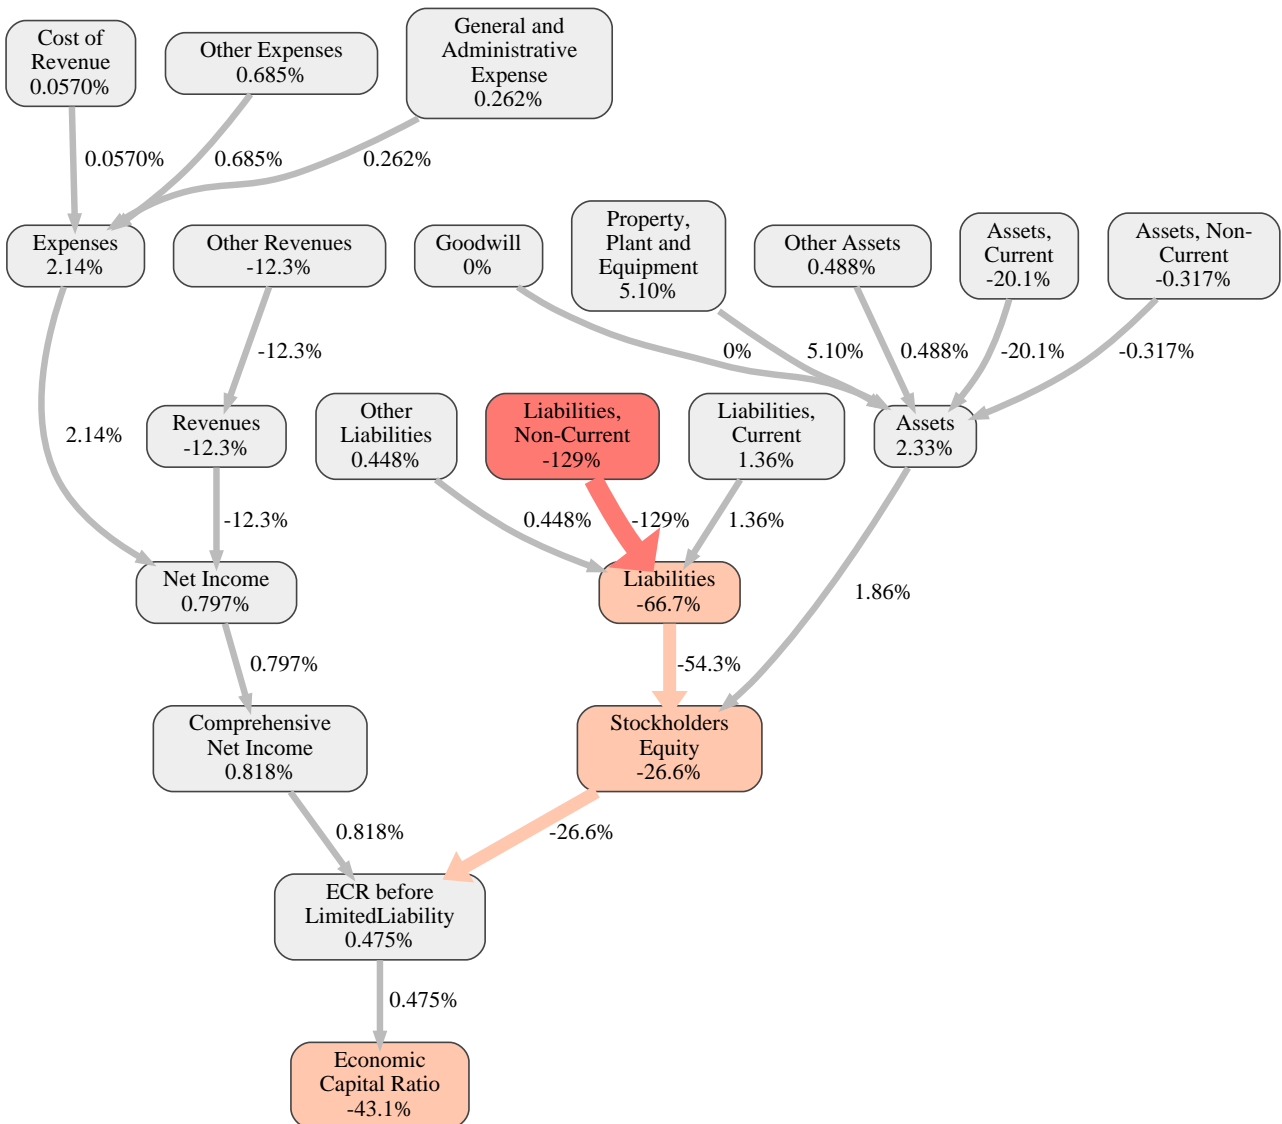 Cost of
Revenue
0.0570%
Other Expenses
0.685%
General and
Administrative
Expense
0.262%
0.0570%
0.685%
0.262%
Expenses
2.14%
Other Revenues
-12.3%
Goodwill
0%
Property,
Plant and
Equipment
5.10%
Other Assets
0.488%
Assets,
Current
-20.1%
Assets, Non-
Current
-0.317%
-12.3%
0%
5.10%
0.488%
-20.1%
-0.317%
2.14%
Revenues
-12.3%
Other
Liabilities
0.448%
Liabilities,
Non-Current
-129%
Liabilities,
Current
1.36%
Assets
2.33%
-12.3%
0.448%
-129%
1.36%
Net Income
0.797%
Liabilities
-66.7%
1.86%
0.797%
-54.3%
Comprehensive
Net Income
0.818%
Stockholders
Equity
-26.6%
0.818%
-26.6%
ECR before
LimitedLiability
0.475%
0.475%
Economic
Capital Ratio
-43.1%